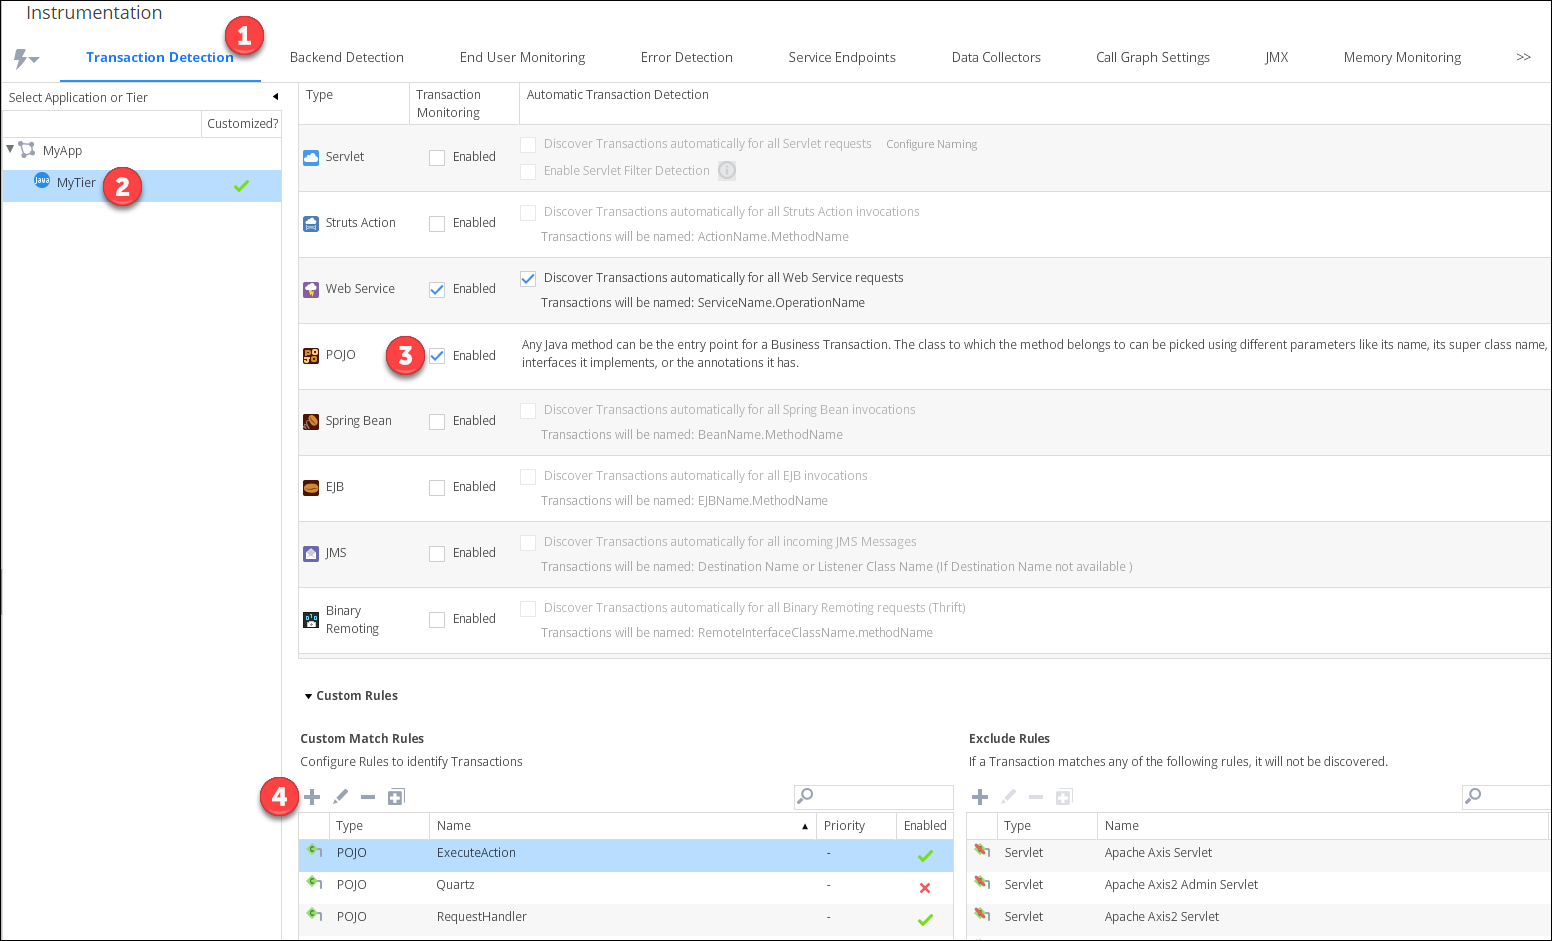 Instrumentation
1
Transaction Detection
Backend Detection
End User Monitoring
Error Detection
Service Endpoints
Data Collectors
Call Graph Settings
JMX
Memory Monitoring
>>
Select Application or Tier
Customized?
MyApp
Java
MyTier
2
Type
Transaction
Monitoring
Automatic Transaction Detection
Servlet
Enabled
Discover Transactions automatically for all Servlet requests
Configure Naming
Enable Servlet Filter Detection
Struts Action
Enabled
Discover Transactions automatically for all Struts Action invocations
Transactions will be named: ActionName.MethodName
Web Service
Enabled
Discover Transactions automatically for all Web Service requests
Transactions will be named: ServiceName.OperationName
POJO
3
Enabled
Any Java method can be the entry point for a Business Transaction. The class to which the method belongs to can be picked using different parameters like its name, its super class name,
interfaces it implements, or the annotations it has.
Spring Bean
Enabled
Discover Transactions automatically for all Spring Bean invocations
Transactions will be named: BeanName.MethodName
EJB
Enabled
Discover Transactions automatically for all EJB invocations
Transactions will be named: EJBName.MethodName
JMS
Enabled
Discover Transactions automatically for all incoming JMS Messages
Transactions will be named: Destination Name or Listener Class Name (If Destination Name not available )
Binary
Remoting
Enabled
Discover Transactions automatically for all Binary Remoting requests (Thrift)
Transactions will be named: RemoteInterfaceClassName.methodName
Custom Rules
Custom Match Rules
Configure Rules to identify Transactions
4
Type
Name
Priority
Enabled
POJO
ExecuteAction
-
POJO
Quartz
-
POJO
RequestHandler
-
Exclude Rules
If a Transaction matches any of the following rules, it will not be discovered.
Type
Name
Servlet
Apache Axis Servlet
Servlet
Apache Axis2 Admin Servlet
Servlet
Apache Axis2 Servlet